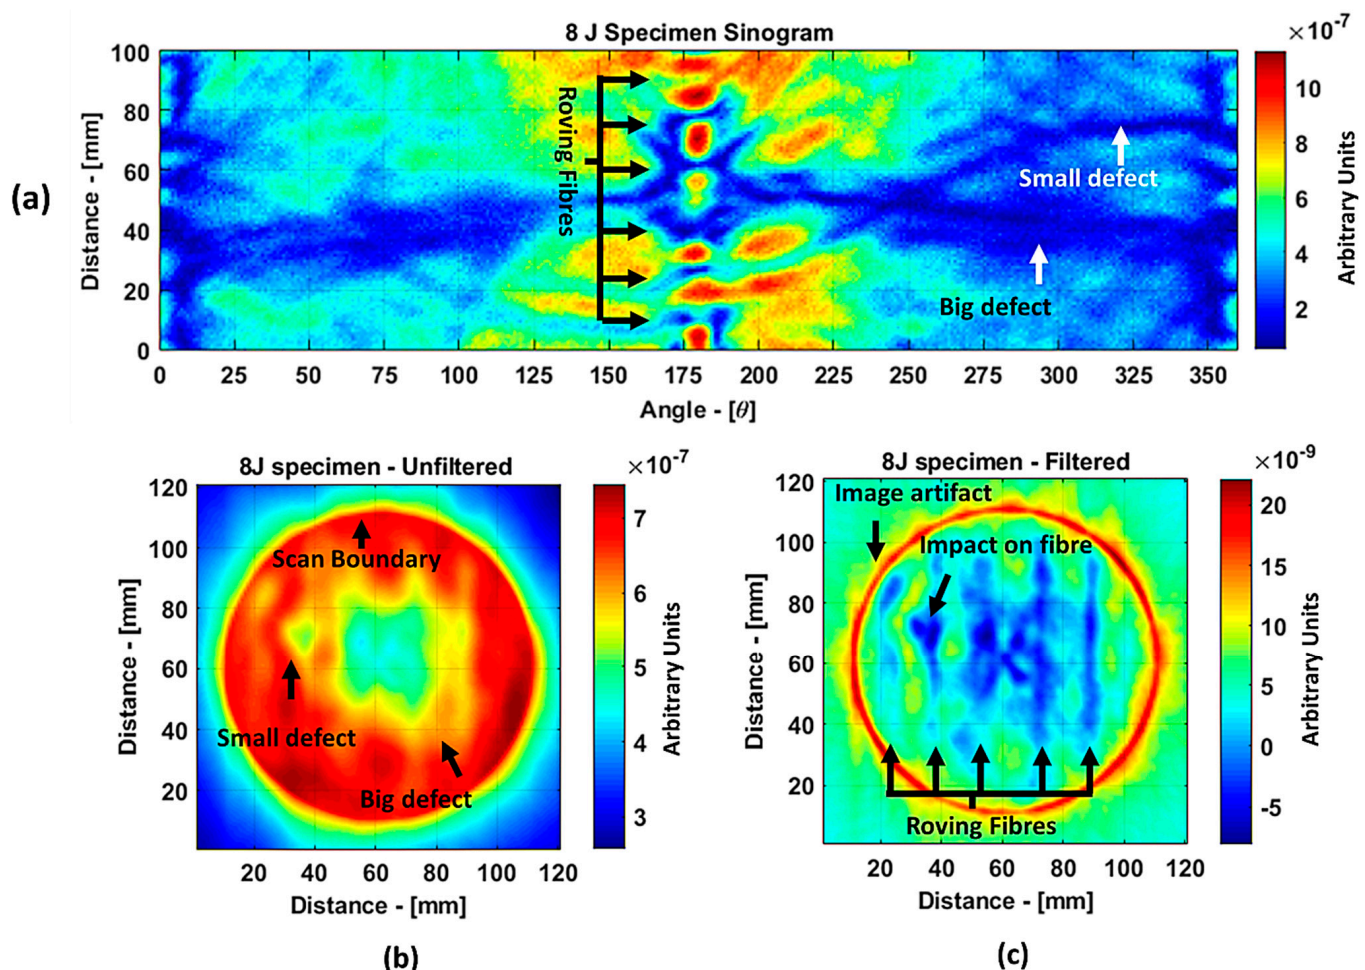 (a)
8 J Specimen Sinogram
×10-7
Distance - [mm]
100
80
60
40
20
0
Roving Fibres
Small defect
Big defect
0 25 50 75 100 125 150 175 200 225 250 275 300 325 350
Angle - [θ]
10
8
6
4
2
Arbitrary Units
8J specimen - Unfiltered
×10-7
Distance - [mm]
120
100
80
60
40
20
Scan Boundary
Small defect
Big defect
20 40 60 80 100 120
Distance - [mm]
7
6
5
4
3
Arbitrary Units
(b)
8J specimen - Filtered
×10-9
Distance - [mm]
120
100
80
60
40
20
Image artifact
Impact on fibre
Roving Fibres
20 40 60 80 100 120
Distance - [mm]
20
15
10
5
0
-5
Arbitrary Units
(c)